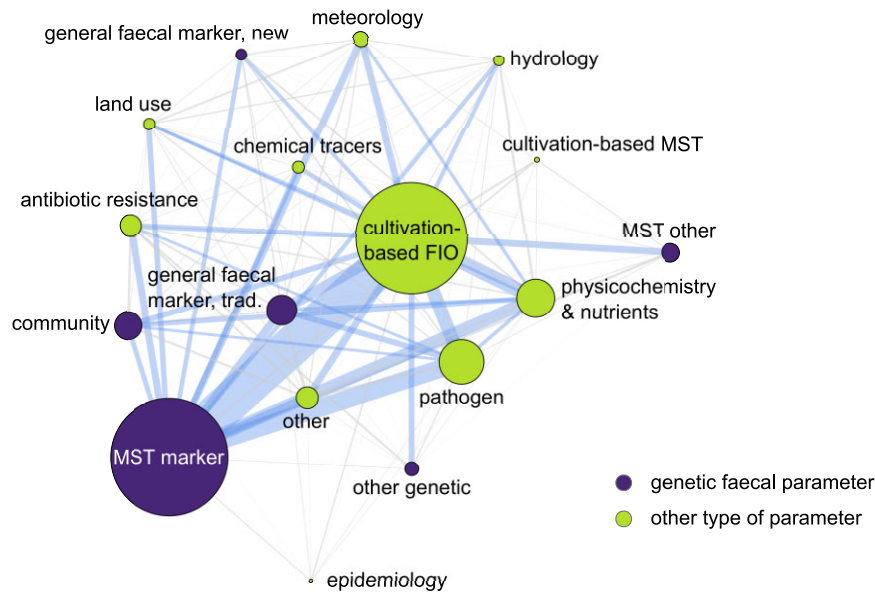 meteorology
general faecal marker, new
hydrology
land use
chemical tracers
cultivation-based MST
antibiotic resistance
cultivation-
based FIO
MST other
general faecal
marker, trad.
physicochemistry
& nutrients
community
pathogen
other
MST marker
other genetic
genetic faecal parameter
other type of parameter
epidemiology